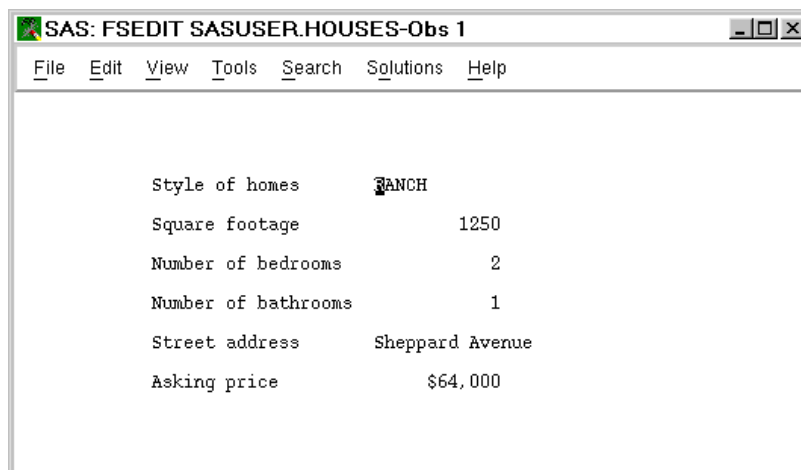 SAS: FSEDIT SASUSER.HOUSES-Obs 1
File Edit View Tools Search Solutions Help
Style of homes RANCH
Square footage 1250
Number of bedrooms 2
Number of bathrooms 1
Street address Sheppard Avenue
Asking price $64,000